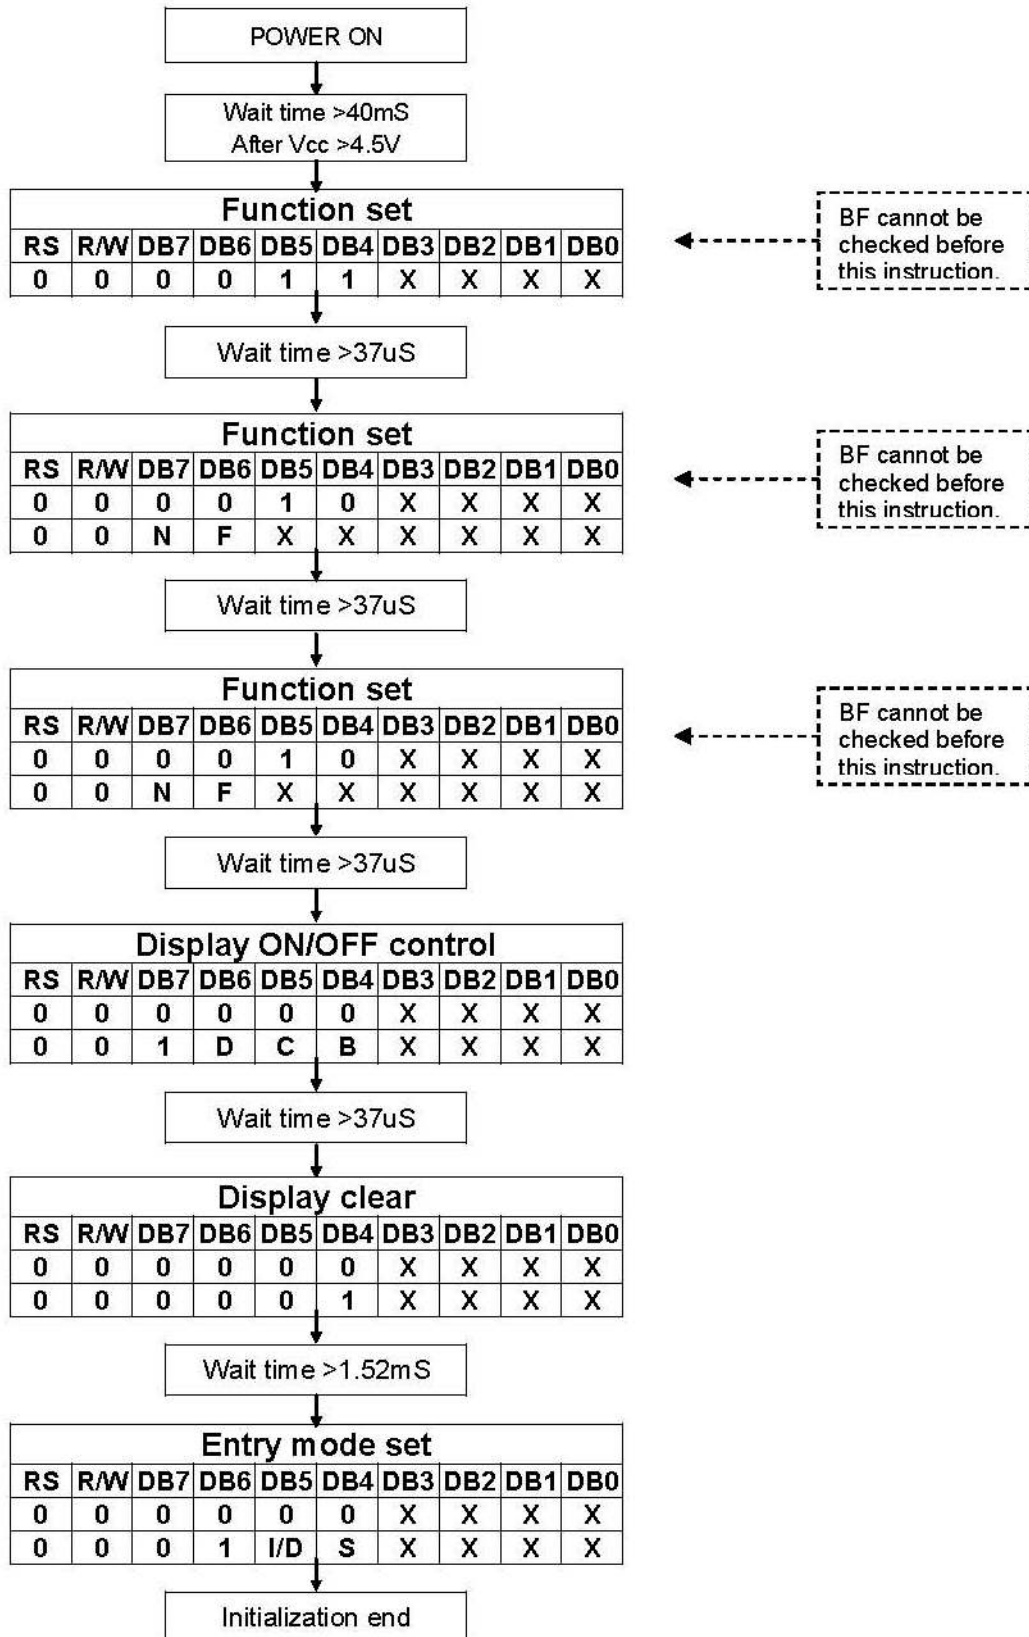 POWER ON
Wait time >40mS
After Vcc >4.5V
Function set
RS R/W DB7 DB6 DB5 DB4 DB3 DB2 DB1 DB0
0 0 0 0 1 1 X X X X
BF cannot be
checked before
this instruction.
Wait time >37uS
Function set
RS R/W DB7 DB6 DB5 DB4 DB3 DB2 DB1 DB0
0 0 0 0 1 0 X X X X
0 0 N F X X X X X X
BF cannot be
checked before
this instruction.
Wait time >37uS
Function set
RS R/W DB7 DB6 DB5 DB4 DB3 DB2 DB1 DB0
0 0 0 0 1 0 X X X X
0 0 N F X X X X X X
BF cannot be
checked before
this instruction.
Wait time >37uS
Display ON/OFF control
RS R/W DB7 DB6 DB5 DB4 DB3 DB2 DB1 DB0
0 0 0 0 0 0 X X X X
0 0 1 D C B X X X X
Wait time >37uS
Display clear
RS R/W DB7 DB6 DB5 DB4 DB3 DB2 DB1 DB0
0 0 0 0 0 0 X X X X
0 0 0 0 0 1 X X X X
Wait time >1.52mS
Entry mode set
RS R/W DB7 DB6 DB5 DB4 DB3 DB2 DB1 DB0
0 0 0 0 0 0 X X X X
0 0 0 1 I/D S X X X X
Initialization end